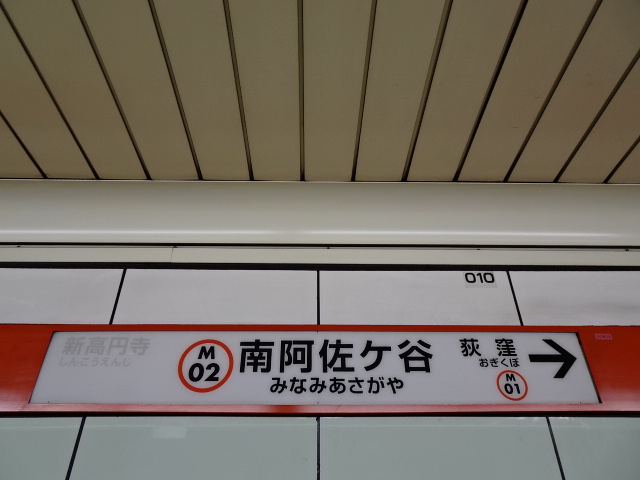 010
新高円寺
しんこうえんじ
M
02
南阿佐ケ谷
みなみあさがや
荻窪
おぎくぼ
M
01